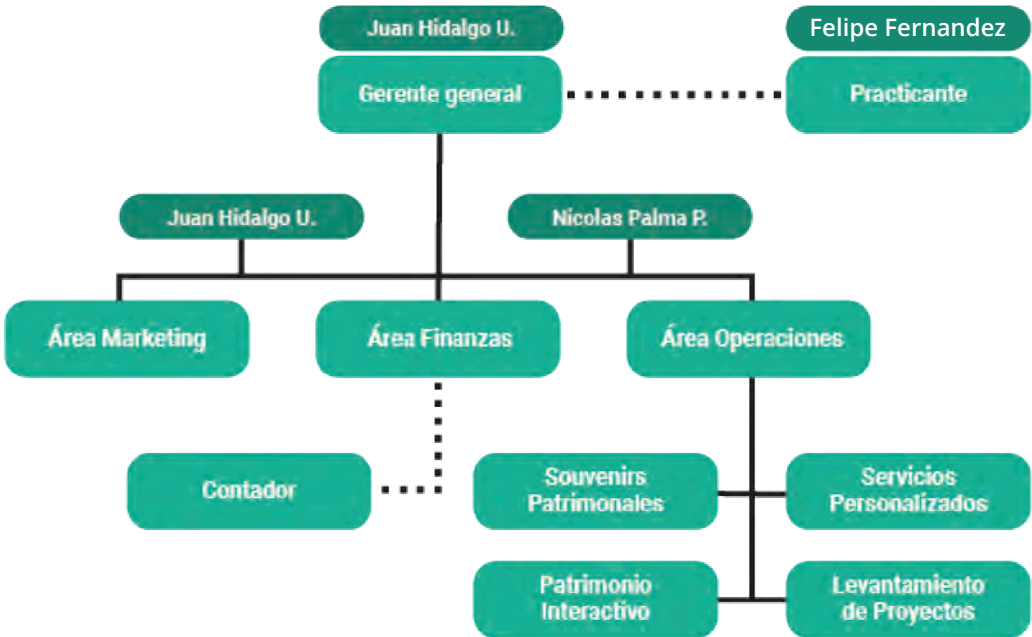 Juan Hidalgo U.
Felipe Fernandez
Gerente general
Practicante
Juan Hidalgo U.
Nicolas Palma P.
Área Marketing
Área Finanzas
Área Operaciones
Contador
Souvenirs
Patrimonales
Servicios
Personalizados
Patrimonio
Interactivo
Levantamiento
de Proyectos